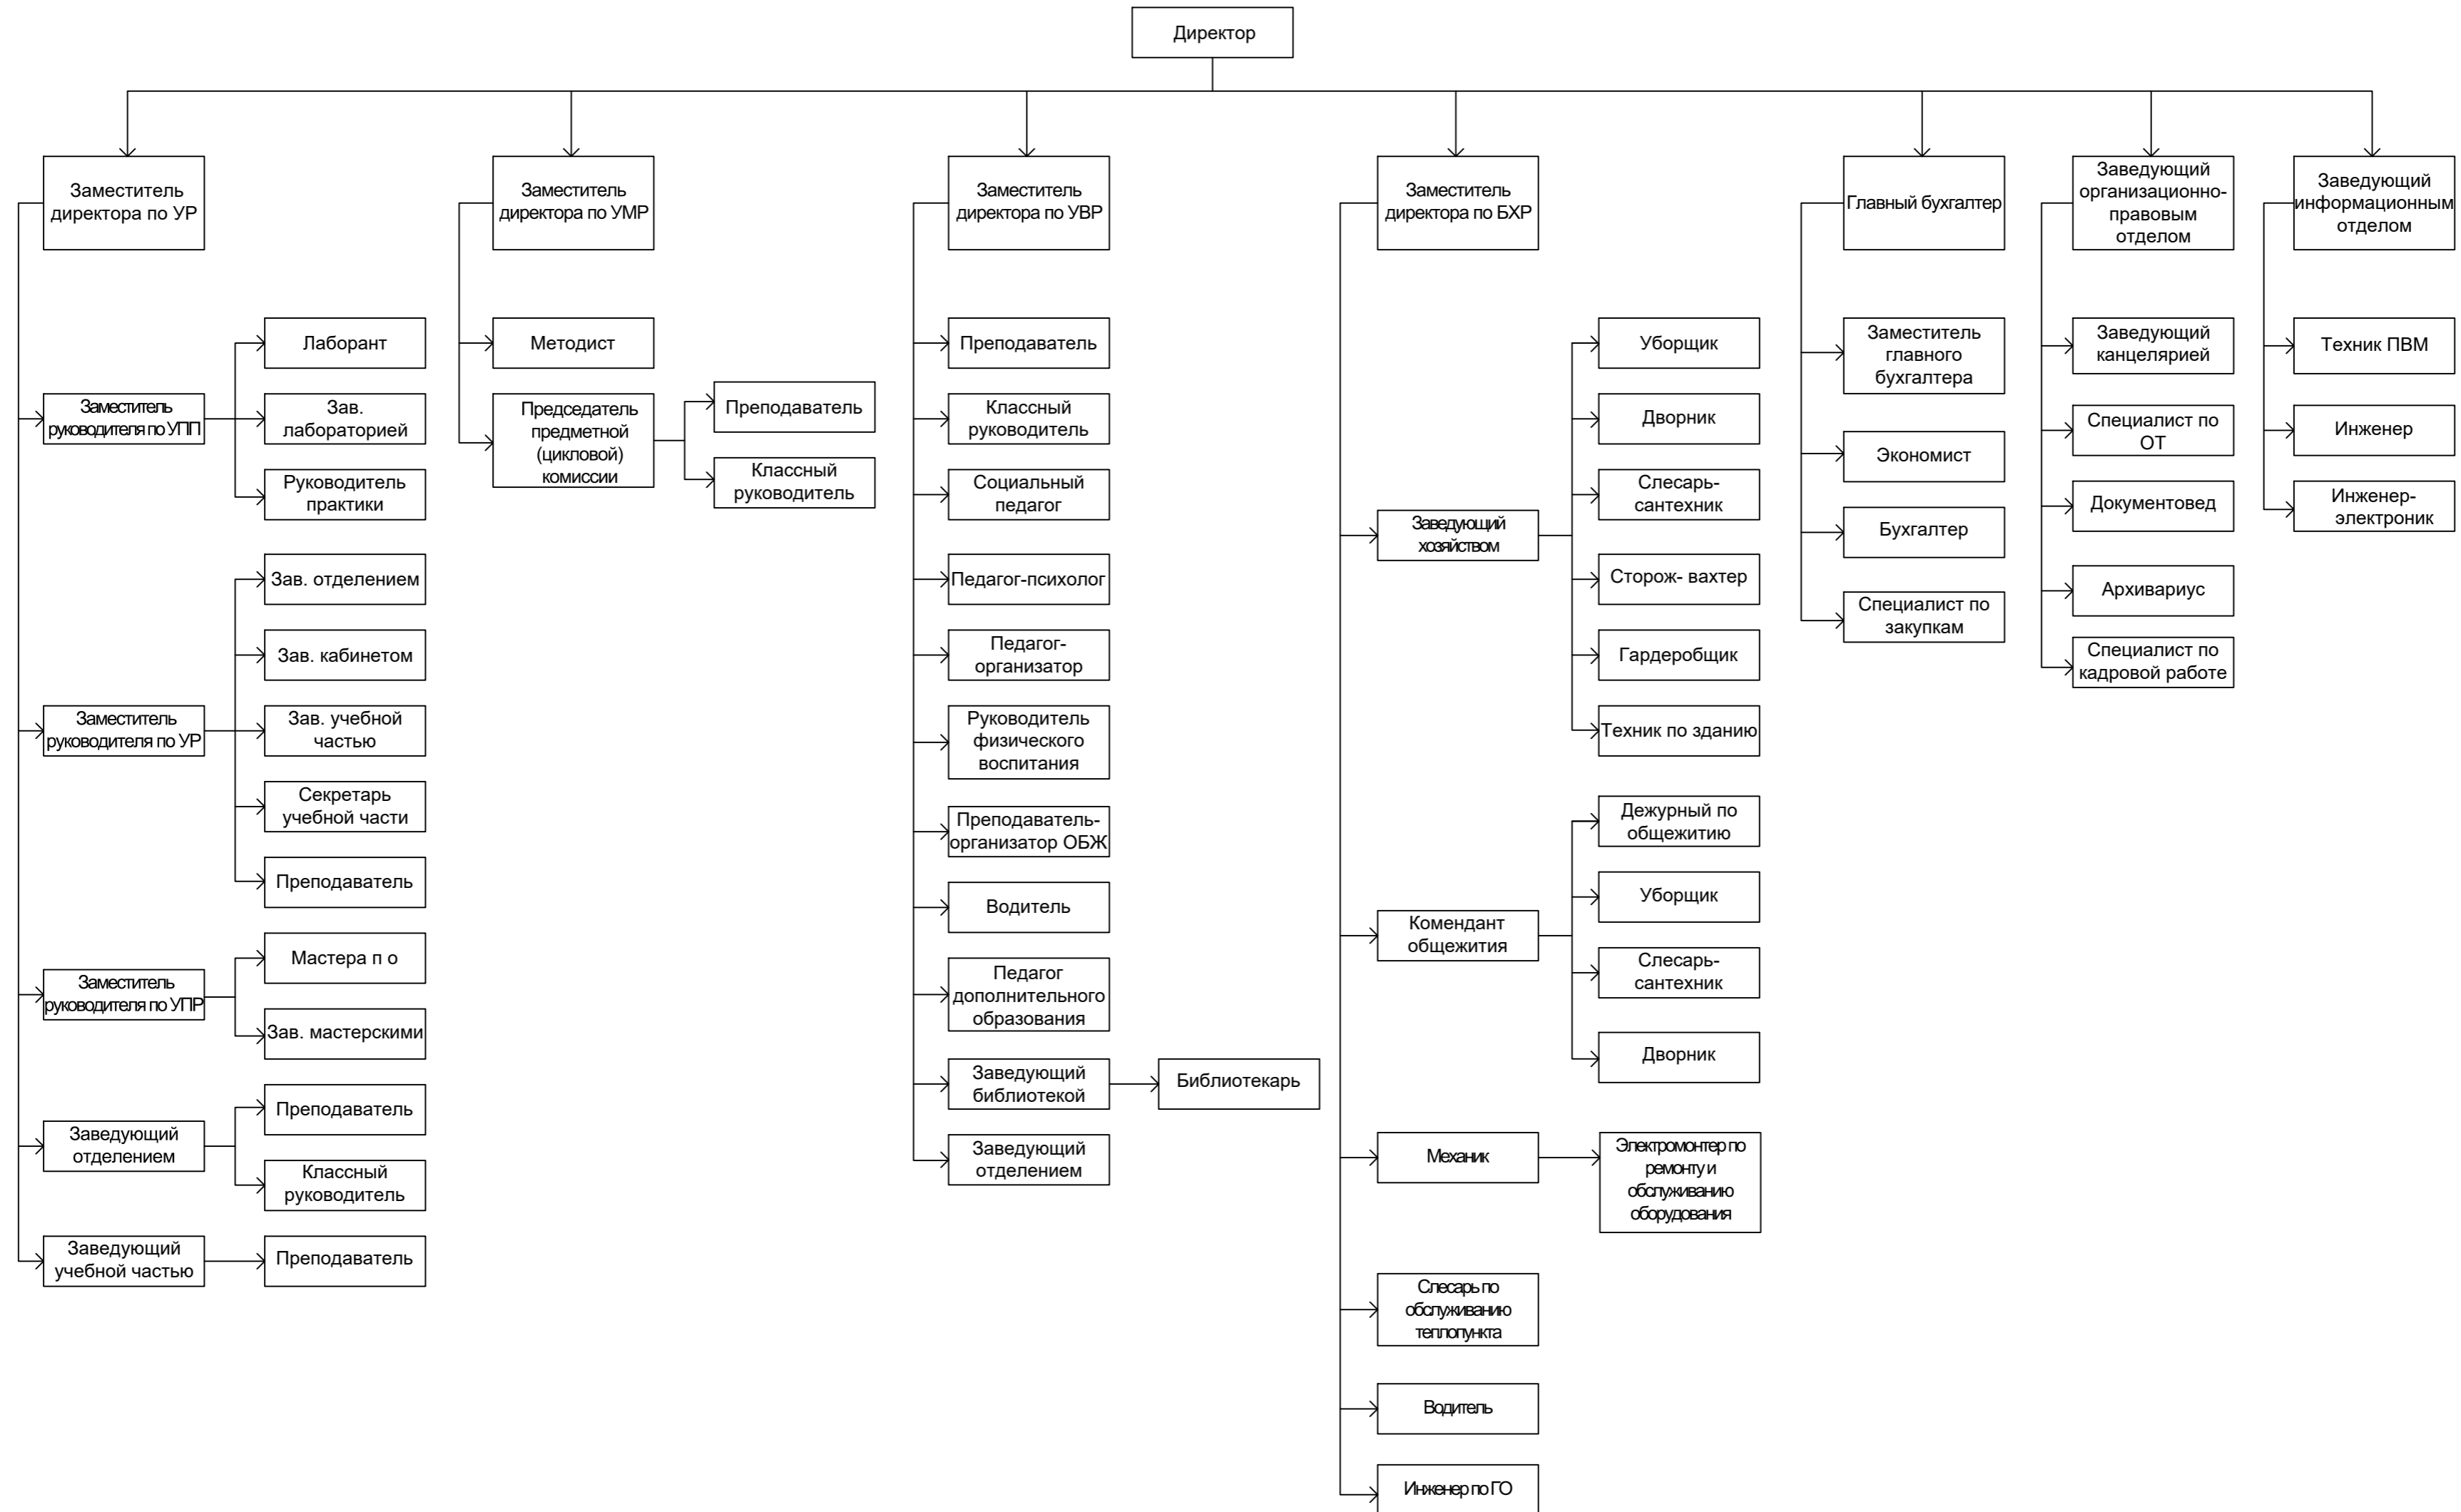 Директор
Заместитель
директора по УР
Заместитель
директора по УМР
Заместитель
директора по УВР
Заместитель
директора по БХР
Главный бухгалтер
Заведующий
организационно-
правовым
отделом
Заведующий
информационным
отделом
Заместитель
руководителя по УПП
Лаборант
Зав.
лабораторией
Руководитель
практики
Заместитель
руководителя по УР
Зав. отделением
Зав. кабинетом
Зав. учебной
частью
Секретарь
учебной части
Преподаватель
Заместитель
руководителя по УПР
Мастера п о
Зав. мастерскими
Заведующий
отделением
Преподаватель
Классный
руководитель
Заведующий
учебной частью
Преподаватель
Методист
Председатель
предметной
(цикловой)
комиссии
Преподаватель
Классный
руководитель
Преподаватель
Классный
руководитель
Социальный
педагог
Педагог-психолог
Педагог-
организатор
Руководитель
физического
воспитания
Преподаватель-
организатор ОБЖ
Водитель
Педагог
дополнительного
образования
Заведующий
библиотекой
Библиотекарь
Заведующий
отделением
Заведующий
хозяйством
Уборщик
Дворник
Слесарь-
сантехник
Сторож- вахтер
Гардеробщик
Техник по зданию
Комендант
общежития
Дежурный по
общежитию
Уборщик
Слесарь-
сантехник
Дворник
Механик
Электромонтер по
ремонту и
обслуживанию
оборудования
Слесарь по
обслуживанию
теплопункта
Водитель
Инженер по ГО
Заместитель
главного
бухгалтера
Экономист
Бухгалтер
Специалист по
закупкам
Заведующий
канцелярией
Специалист по
ОТ
Документовед
Архивариус
Специалист по
кадровой работе
Техник ПВМ
Инженер
Инженер-
электроник